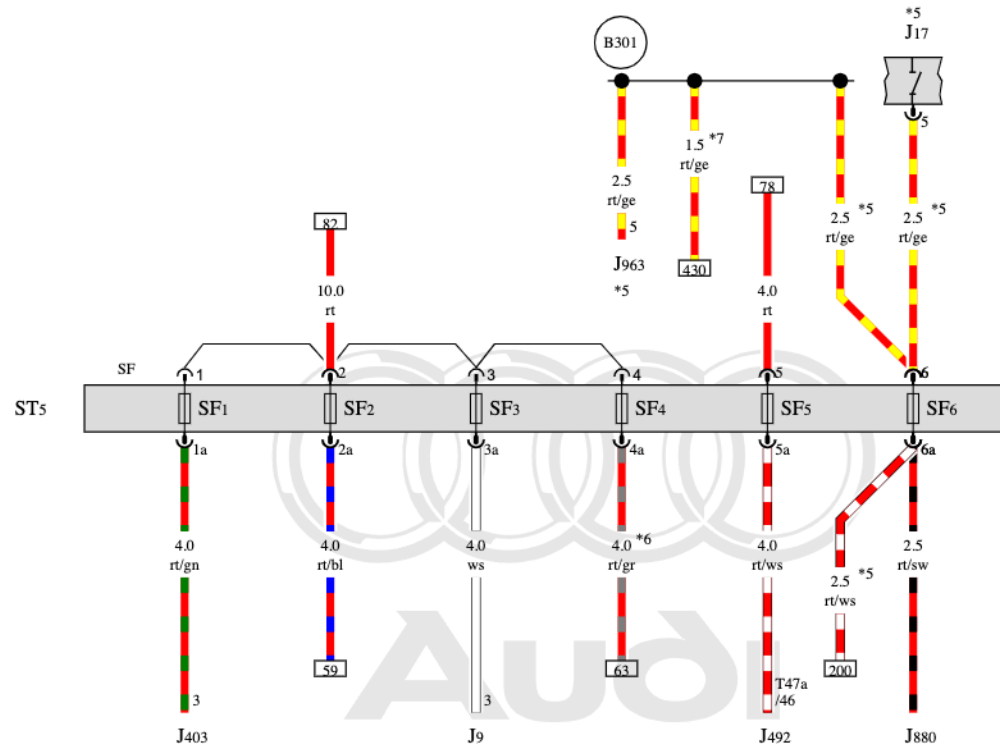 *5
J17
B301
5
1.5 *7
rt/ge
2.5
rt/ge
78
5
2.5 *5
rt/ge
2.5 *5
rt/ge
82
J963
430
*5
10.0
rt
4.0
rt
SF
1
2
3
4
5
6
ST5
SF1
SF2
SF3
SF4
SF5
SF6
1a
2a
3a
4a
5a
6a
4.0
rt/gn
4.0
rt/bl
4.0
ws
4.0 *6
rt/gr
4.0
rt/ws
2.5
rt/sw
2.5 *5
rt/ws
59
63
200
T47a
/46
3
3
J403
J9
J492
J880
Audi